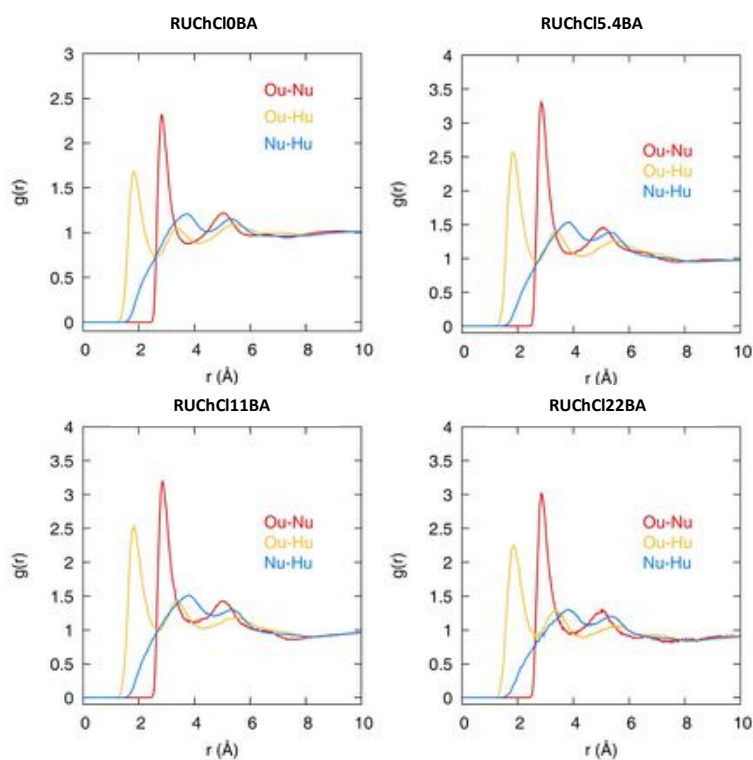 RUChCl0BA
3
2.5
2
1.5
1
0.5
0
g(r)
Ou-Nu
Ou-Hu
Nu-Hu
0 2 4 6 8 10
r (Å)
RUChCl5.4BA
4
3.5
3
2.5
2
1.5
1
0.5
0
g(r)
Ou-Nu
Ou-Hu
Nu-Hu
0 2 4 6 8 10
r (Å)
RUChCl11BA
4
3.5
3
2.5
2
1.5
1
0.5
0
g(r)
Ou-Nu
Ou-Hu
Nu-Hu
0 2 4 6 8 10
r (Å)
RUChCl22BA
4
3.5
3
2.5
2
1.5
1
0.5
0
g(r)
Ou-Nu
Ou-Hu
Nu-Hu
0 2 4 6 8 10
r (Å)